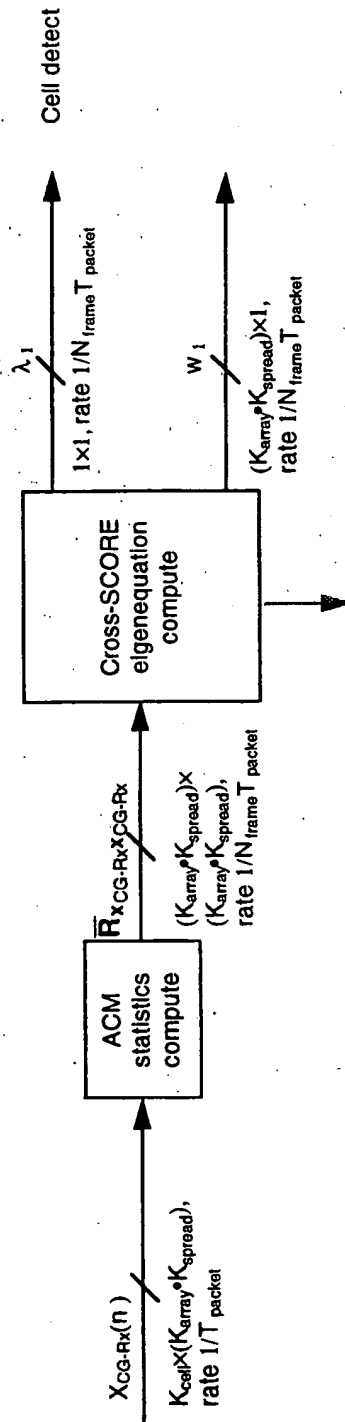 X_CG-Rx(n)
K_cell×(K_array•K_spread),
rate 1/T_packet
ACM
statistics
compute
R̅_xCG-Rx xCG-Rx
(K_array•K_spread)×
(K_array•K_spread),
rate 1/N_frame T_packet
Cross-SCORE
eigenequation
compute
λ_1
1×1, rate 1/N_frame T_packet
Cell detect
w_1
(K_array•K_spread)×1,
rate 1/N_frame T_packet